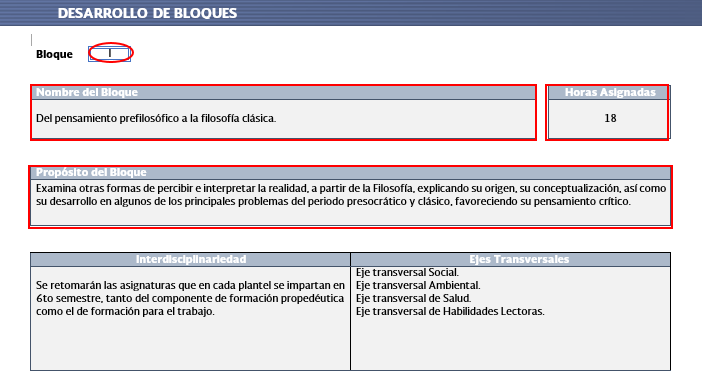 DESARROLLO DE BLOQUES
Bloque I
Nombre del Bloque
Horas Asignadas
Del pensamiento prefilosófico a la filosofía clásica.
18
Propósito del Bloque
Examina otras formas de percibir e interpretar la realidad, a partir de la Filosofía, explicando su origen, su conceptualización, así como
su desarrollo en algunos de los principales problemas del periodo presocrático y clásico, favoreciendo su pensamiento crítico.
Interdisciplinariedad
Se retomarán las asignaturas que en cada plantel se impartan en
6to semestre, tanto del componente de formación propedéutica
como el de formación para el trabajo.
Ejes Transversales
Eje transversal Social.
Eje transversal Ambiental.
Eje transversal de Salud.
Eje transversal de Habilidades Lectoras.